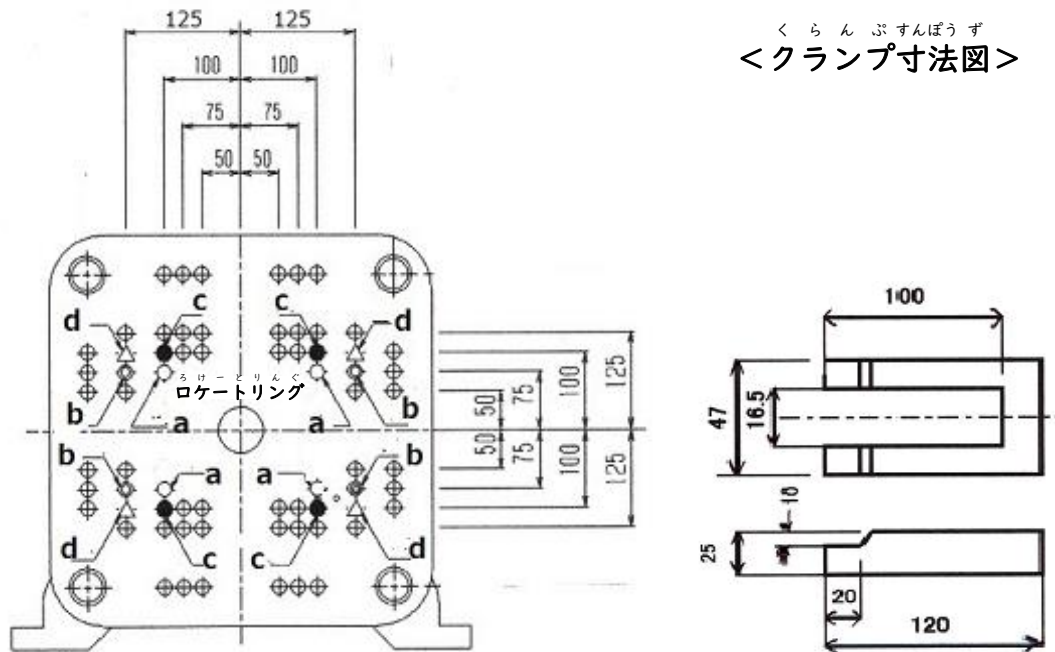 くらんぷすんぽうず
＜クランプ寸法図＞
125 125
100 100
75 75
50 50
c c
d d
ろけーとりんぐ
ロケートリング
b a a b
50 75 100 125
50 75 100 125
b a a b
d c c d
100
47
16.5
10
25
20
120